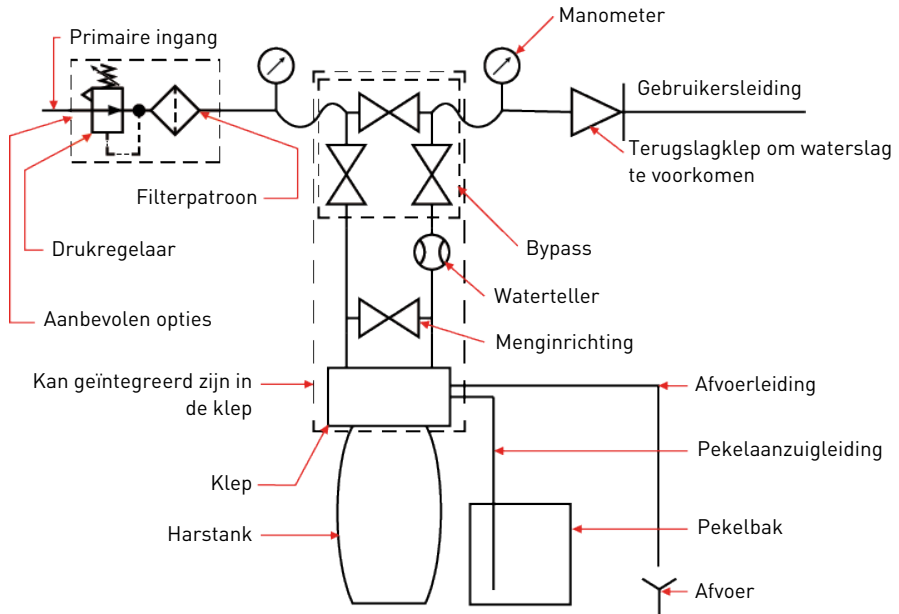 Manometer
Primaire ingang
Gebruikersleiding
Terugslagklep om waterslag
te voorkomen
Filterpatroon
Drukregelaar
Bypass
Waterteller
Aanbevolen opties
Menginrichting
Kan geïntegreerd zijn in
de klep
Afvoerleiding
Pekelaanzuigleiding
Klep
Harstank
Pekelbak
Afvoer